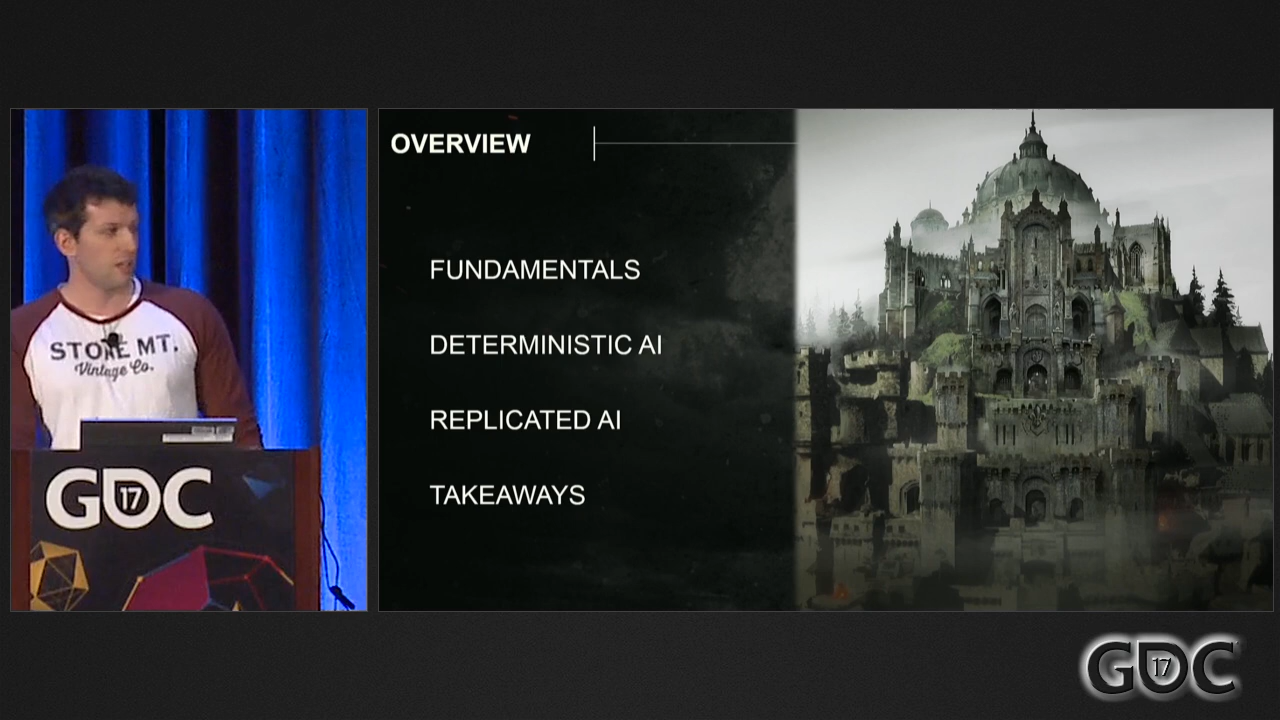 STONE MT.
Vintage Co.
GDC
17
OVERVIEW
FUNDAMENTALS
DETERMINISTIC AI
REPLICATED AI
TAKEAWAYS
GDC
17